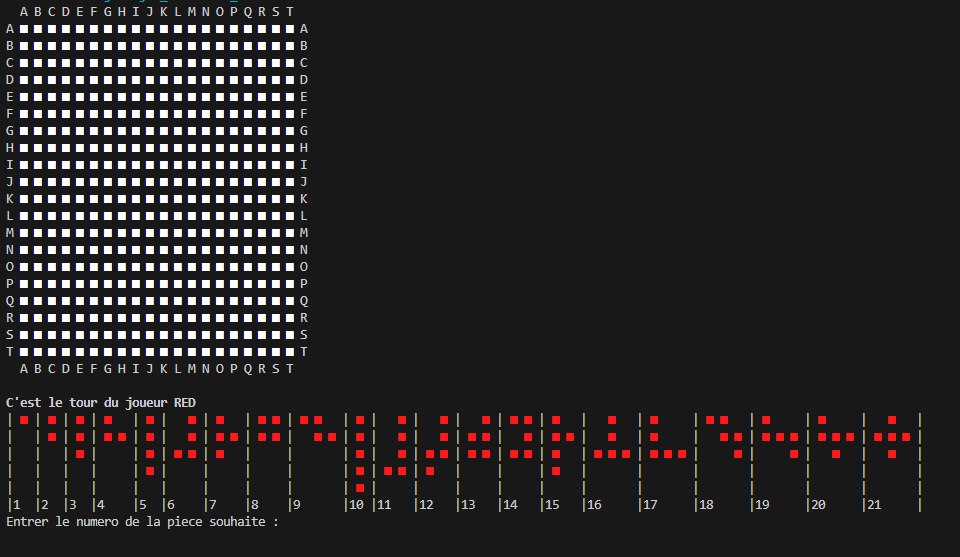 A B C D E F G H I J K L M N O P Q R S T
A ■ ■ ■ ■ ■ ■ ■ ■ ■ ■ ■ ■ ■ ■ ■ ■ ■ ■ ■ ■ A
B ■ ■ ■ ■ ■ ■ ■ ■ ■ ■ ■ ■ ■ ■ ■ ■ ■ ■ ■ ■ B
C ■ ■ ■ ■ ■ ■ ■ ■ ■ ■ ■ ■ ■ ■ ■ ■ ■ ■ ■ ■ C
D ■ ■ ■ ■ ■ ■ ■ ■ ■ ■ ■ ■ ■ ■ ■ ■ ■ ■ ■ ■ D
E ■ ■ ■ ■ ■ ■ ■ ■ ■ ■ ■ ■ ■ ■ ■ ■ ■ ■ ■ ■ E
F ■ ■ ■ ■ ■ ■ ■ ■ ■ ■ ■ ■ ■ ■ ■ ■ ■ ■ ■ ■ F
G ■ ■ ■ ■ ■ ■ ■ ■ ■ ■ ■ ■ ■ ■ ■ ■ ■ ■ ■ ■ G
H ■ ■ ■ ■ ■ ■ ■ ■ ■ ■ ■ ■ ■ ■ ■ ■ ■ ■ ■ ■ H
I ■ ■ ■ ■ ■ ■ ■ ■ ■ ■ ■ ■ ■ ■ ■ ■ ■ ■ ■ ■ I
J ■ ■ ■ ■ ■ ■ ■ ■ ■ ■ ■ ■ ■ ■ ■ ■ ■ ■ ■ ■ J
K ■ ■ ■ ■ ■ ■ ■ ■ ■ ■ ■ ■ ■ ■ ■ ■ ■ ■ ■ ■ K
L ■ ■ ■ ■ ■ ■ ■ ■ ■ ■ ■ ■ ■ ■ ■ ■ ■ ■ ■ ■ L
M ■ ■ ■ ■ ■ ■ ■ ■ ■ ■ ■ ■ ■ ■ ■ ■ ■ ■ ■ ■ M
N ■ ■ ■ ■ ■ ■ ■ ■ ■ ■ ■ ■ ■ ■ ■ ■ ■ ■ ■ ■ N
O ■ ■ ■ ■ ■ ■ ■ ■ ■ ■ ■ ■ ■ ■ ■ ■ ■ ■ ■ ■ O
P ■ ■ ■ ■ ■ ■ ■ ■ ■ ■ ■ ■ ■ ■ ■ ■ ■ ■ ■ ■ P
Q ■ ■ ■ ■ ■ ■ ■ ■ ■ ■ ■ ■ ■ ■ ■ ■ ■ ■ ■ ■ Q
R ■ ■ ■ ■ ■ ■ ■ ■ ■ ■ ■ ■ ■ ■ ■ ■ ■ ■ ■ ■ R
S ■ ■ ■ ■ ■ ■ ■ ■ ■ ■ ■ ■ ■ ■ ■ ■ ■ ■ ■ ■ S
T ■ ■ ■ ■ ■ ■ ■ ■ ■ ■ ■ ■ ■ ■ ■ ■ ■ ■ ■ ■ T
A B C D E F G H I J K L M N O P Q R S T
C'est le tour du joueur RED
|1 |2 |3 |4 |5 |6 |7 |8 |9 |10 |11 |12 |13 |14 |15 |16 |17 |18 |19 |20 |21 |
Entrer le numero de la piece souhaite :